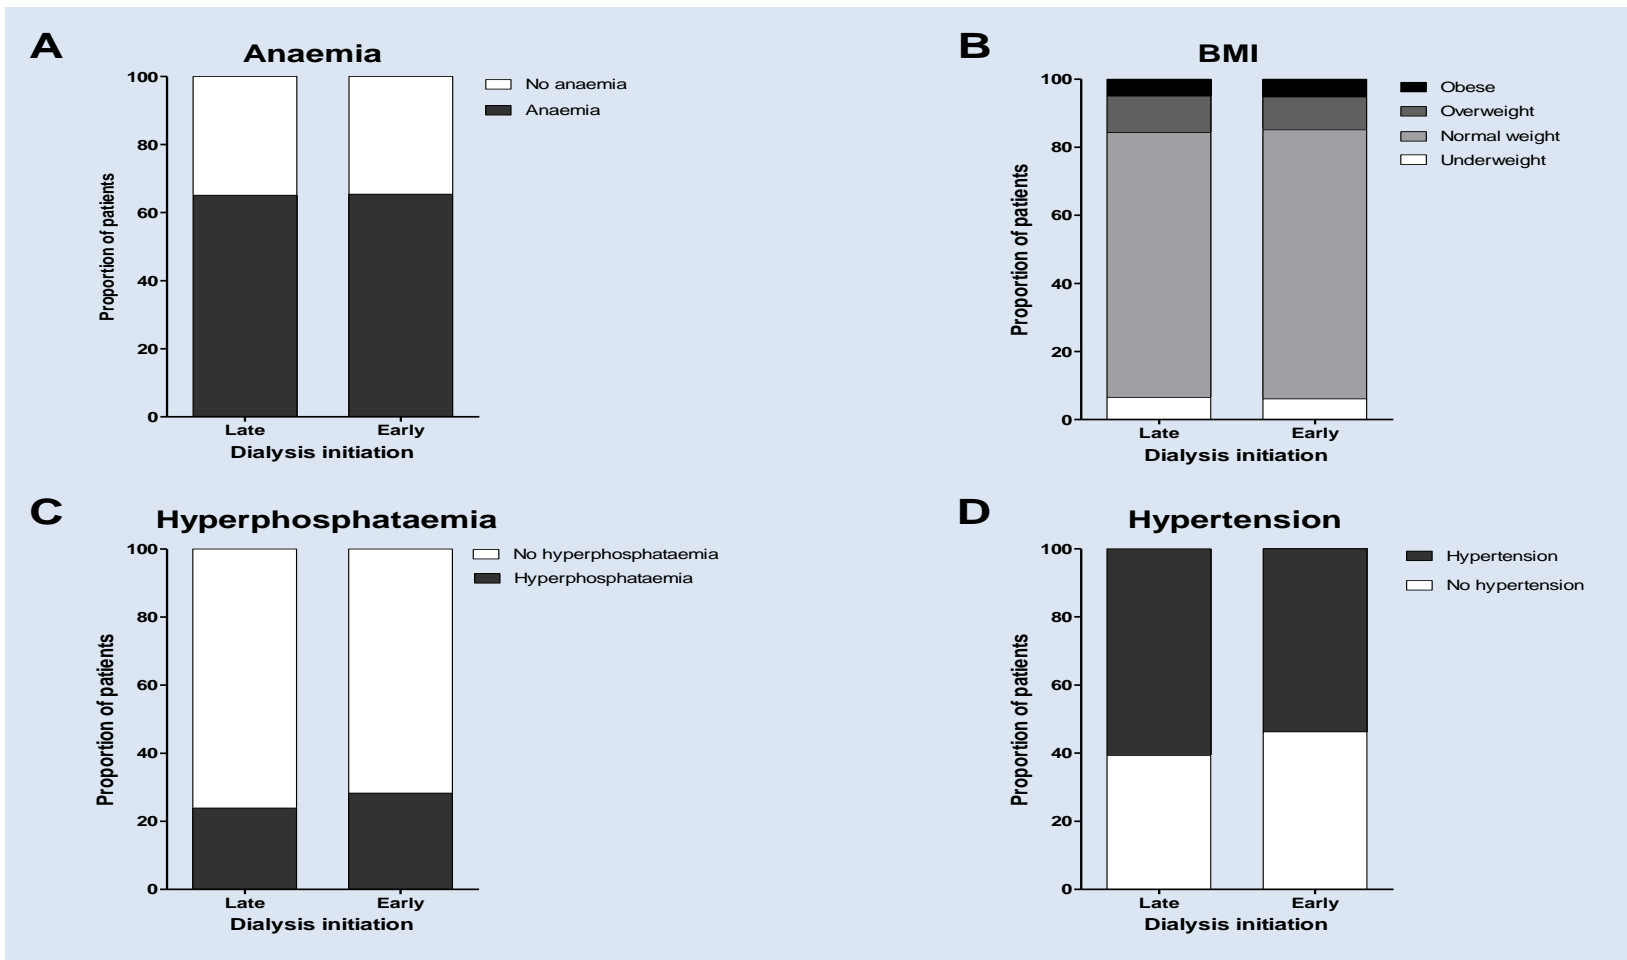 A
Anaemia
100
80
60
40
20
0
Proportion of patients
Late
Early
Dialysis initiation
No anaemia
Anaemia
B
BMI
100
80
60
40
20
0
Proportion of patients
Late
Early
Dialysis initiation
Obese
Overweight
Normal weight
Underweight
C
Hyperphosphataemia
100
80
60
40
20
0
Proportion of patients
Late
Early
Dialysis initiation
No hyperphosphataemia
Hyperphosphataemia
D
Hypertension
100
80
60
40
20
0
Proportion of patients
Late
Early
Dialysis initiation
Hypertension
No hypertension